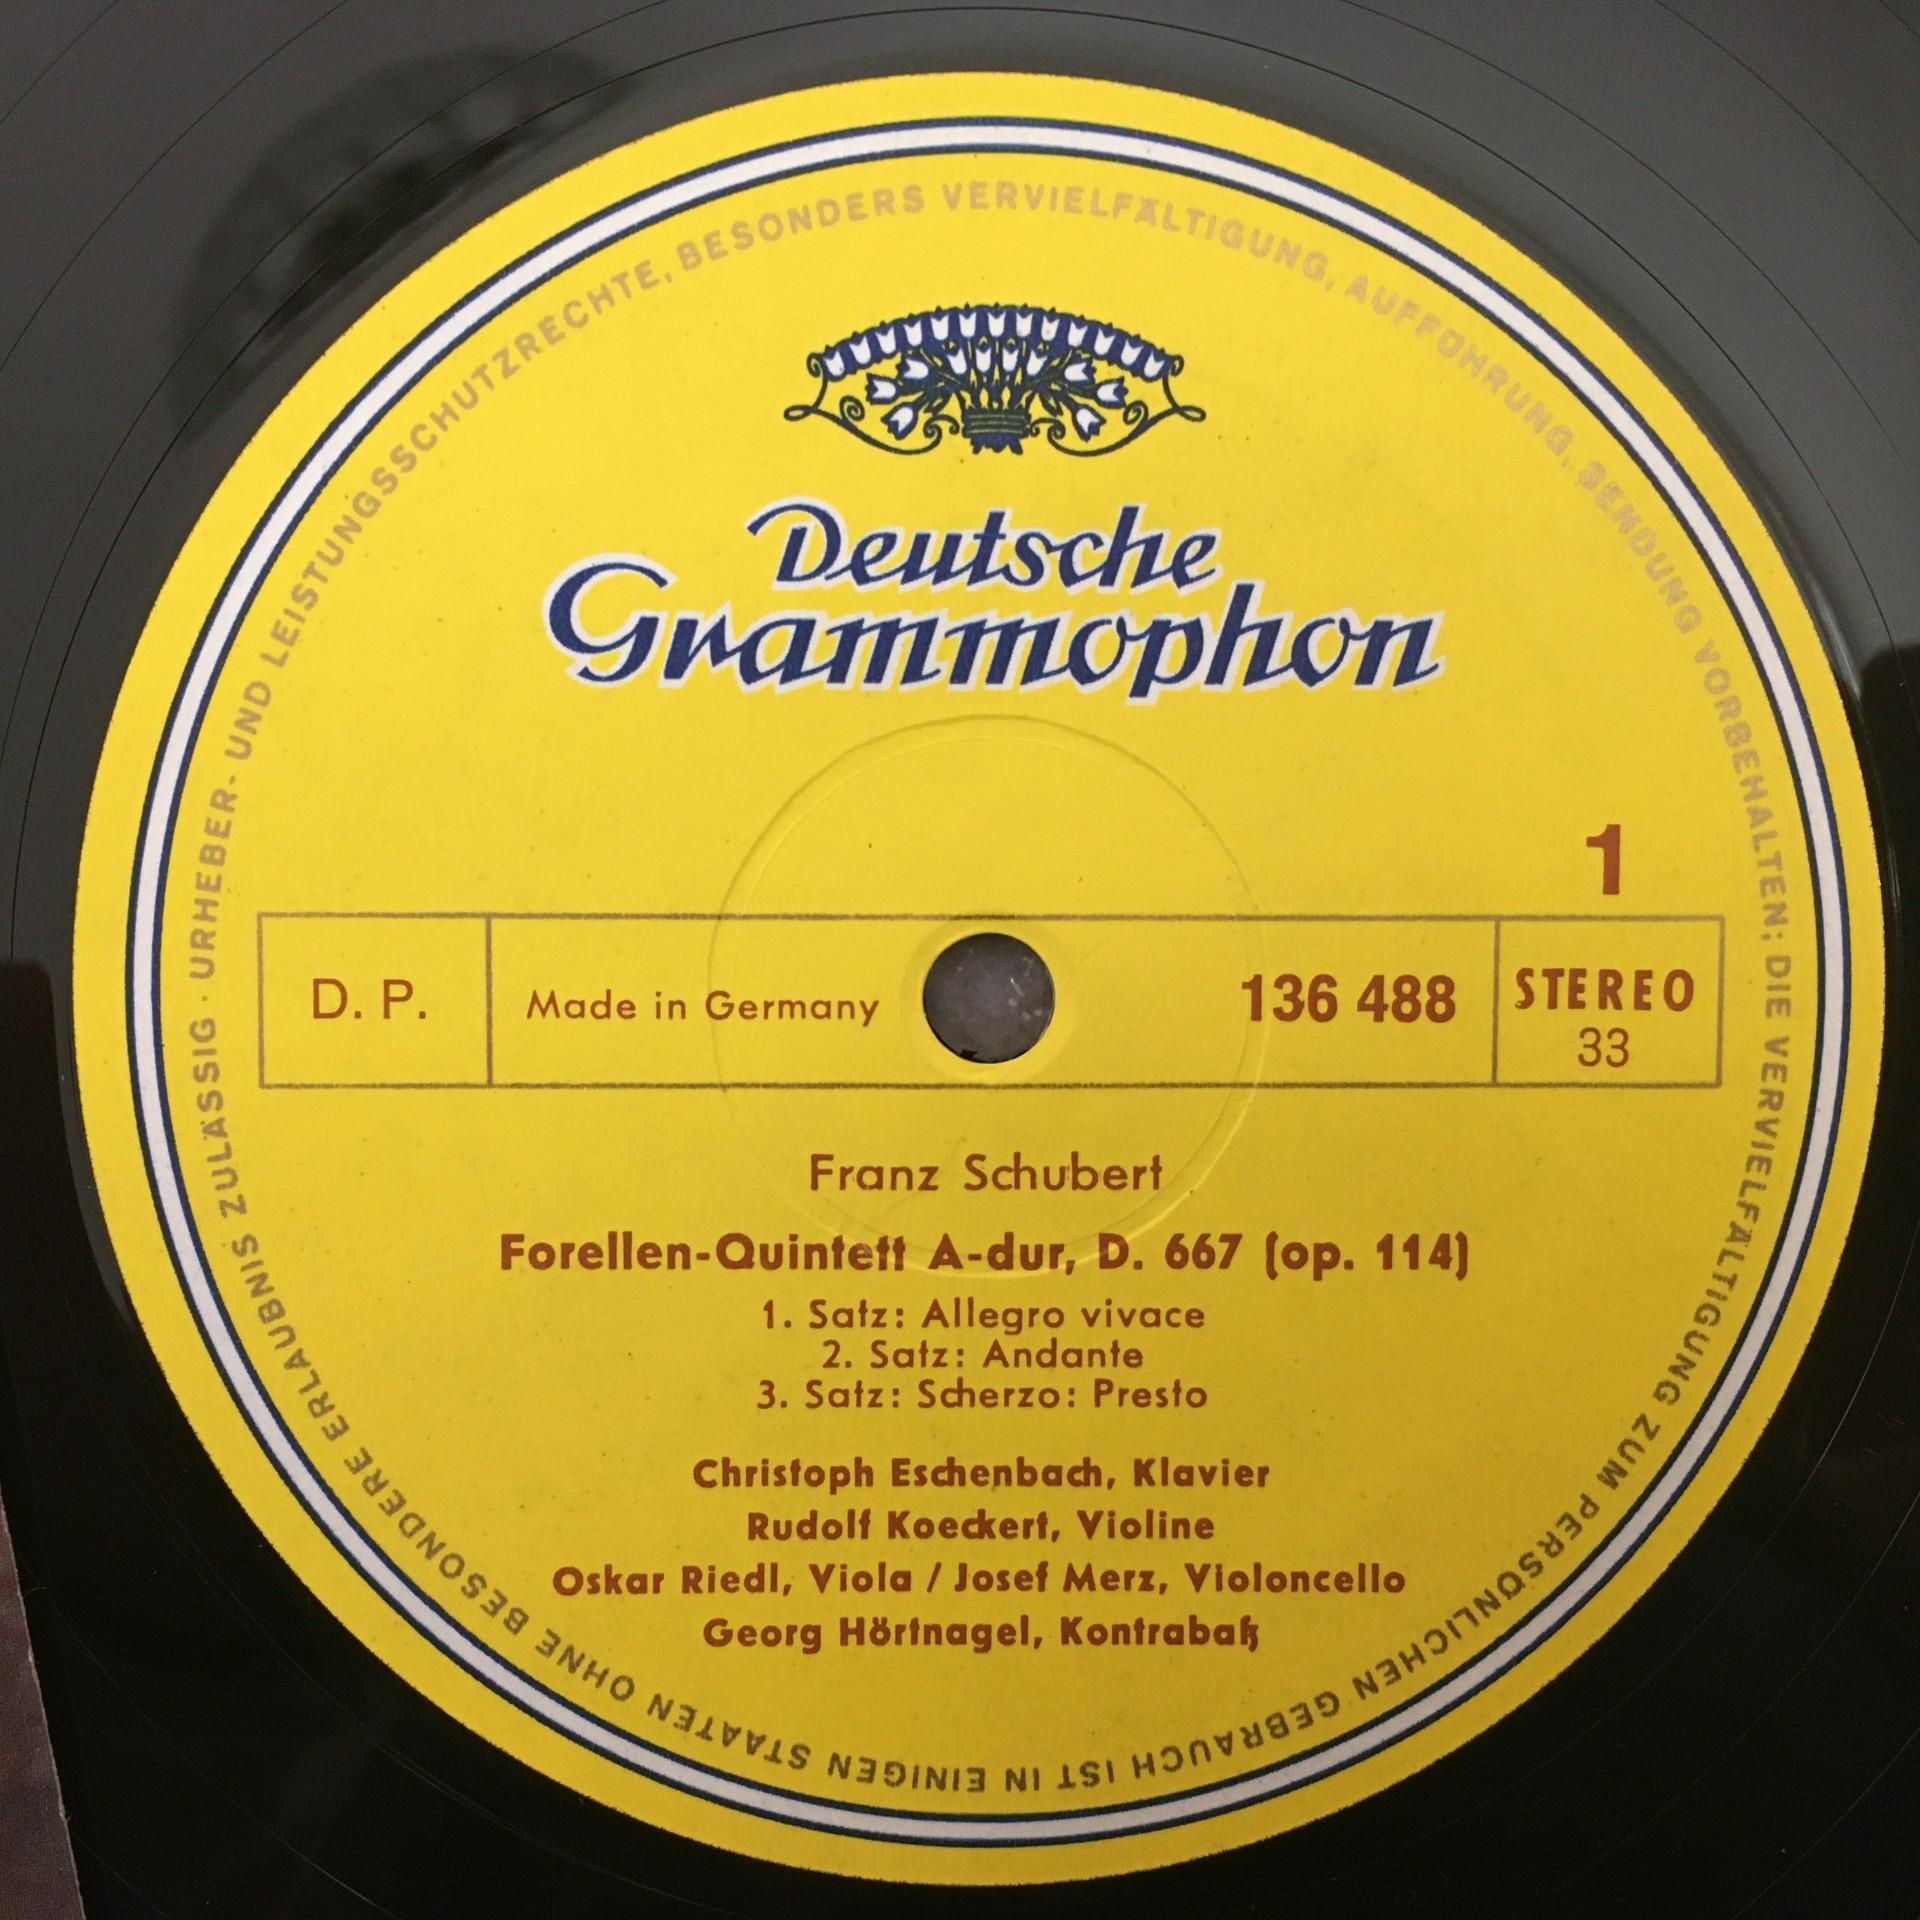 URHEBER- UND LEISTUNGSSCHUTZRECHTE, BESONDERS VERVIELFÄLTIGUNG, AUFFÜHRUNG, SENDUNG VORBEHALTEN; DIE VERVIELFÄLTIGUNG ZUM PERSÖNLICHEN GEBRAUCH IST IN EINIGEN STAATEN OHNE BESONDERE ERLAUBNIS ZULÄSSIG ·
Deutsche
Grammophon
1
D. P. Made in Germany 136 488 STEREO
33
Franz Schubert
Forellen-Quintett A-dur, D. 667 (op. 114)
1. Satz: Allegro vivace
2. Satz: Andante
3. Satz: Scherzo: Presto
Christoph Eschenbach, Klavier
Rudolf Koeckert, Violine
Oskar Riedl, Viola / Josef Merz, Violoncello
Georg Hörtnagel, Kontrabaß